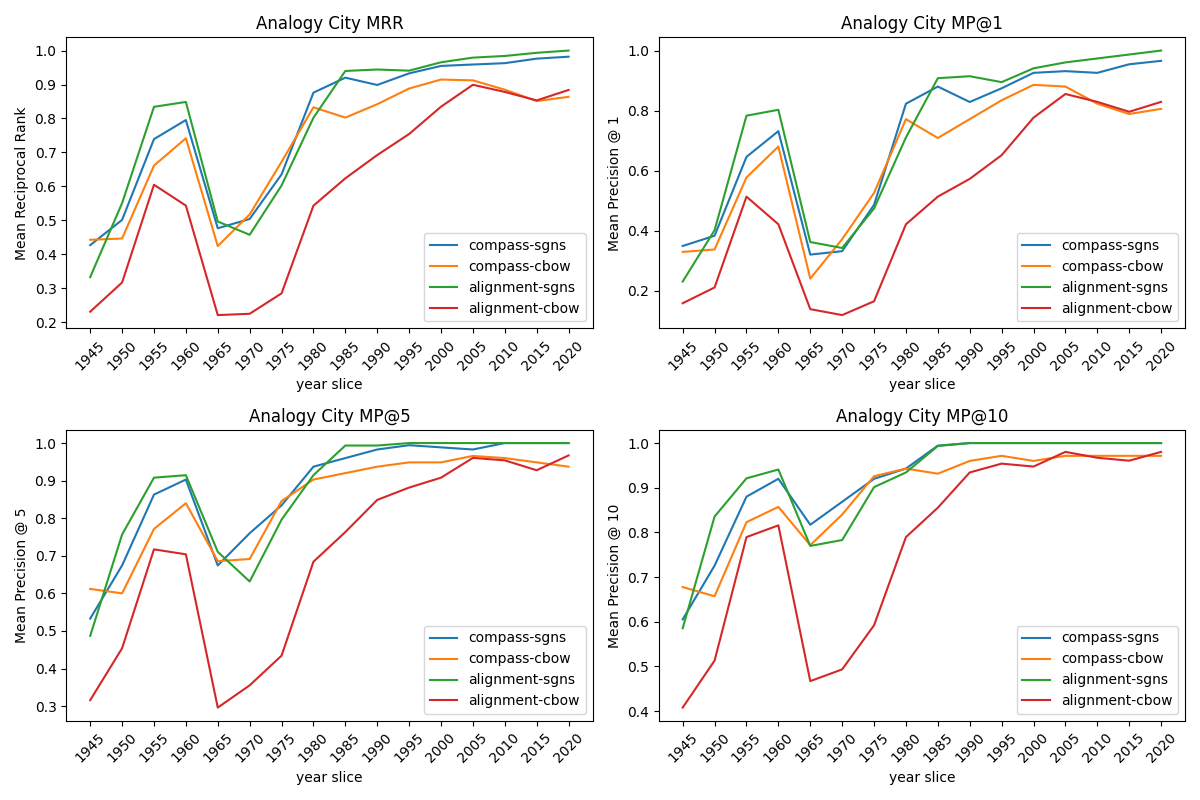 Analogy City MRR
Mean Reciprocal Rank
1.0
0.9
0.8
0.7
0.6
0.5
0.4
0.3
0.2
compass-sgns
compass-cbow
alignment-sgns
alignment-cbow
1945 1950 1955 1960 1965 1970 1975 1980 1985 1990 1995 2000 2005 2010 2015 2020
year slice
Analogy City MP@1
Mean Precision @ 1
1.0
0.8
0.6
0.4
0.2
compass-sgns
compass-cbow
alignment-sgns
alignment-cbow
1945 1950 1955 1960 1965 1970 1975 1980 1985 1990 1995 2000 2005 2010 2015 2020
year slice
Analogy City MP@5
Mean Precision @ 5
1.0
0.9
0.8
0.7
0.6
0.5
0.4
0.3
compass-sgns
compass-cbow
alignment-sgns
alignment-cbow
1945 1950 1955 1960 1965 1970 1975 1980 1985 1990 1995 2000 2005 2010 2015 2020
year slice
Analogy City MP@10
Mean Precision @ 10
1.0
0.9
0.8
0.7
0.6
0.5
0.4
compass-sgns
compass-cbow
alignment-sgns
alignment-cbow
1945 1950 1955 1960 1965 1970 1975 1980 1985 1990 1995 2000 2005 2010 2015 2020
year slice